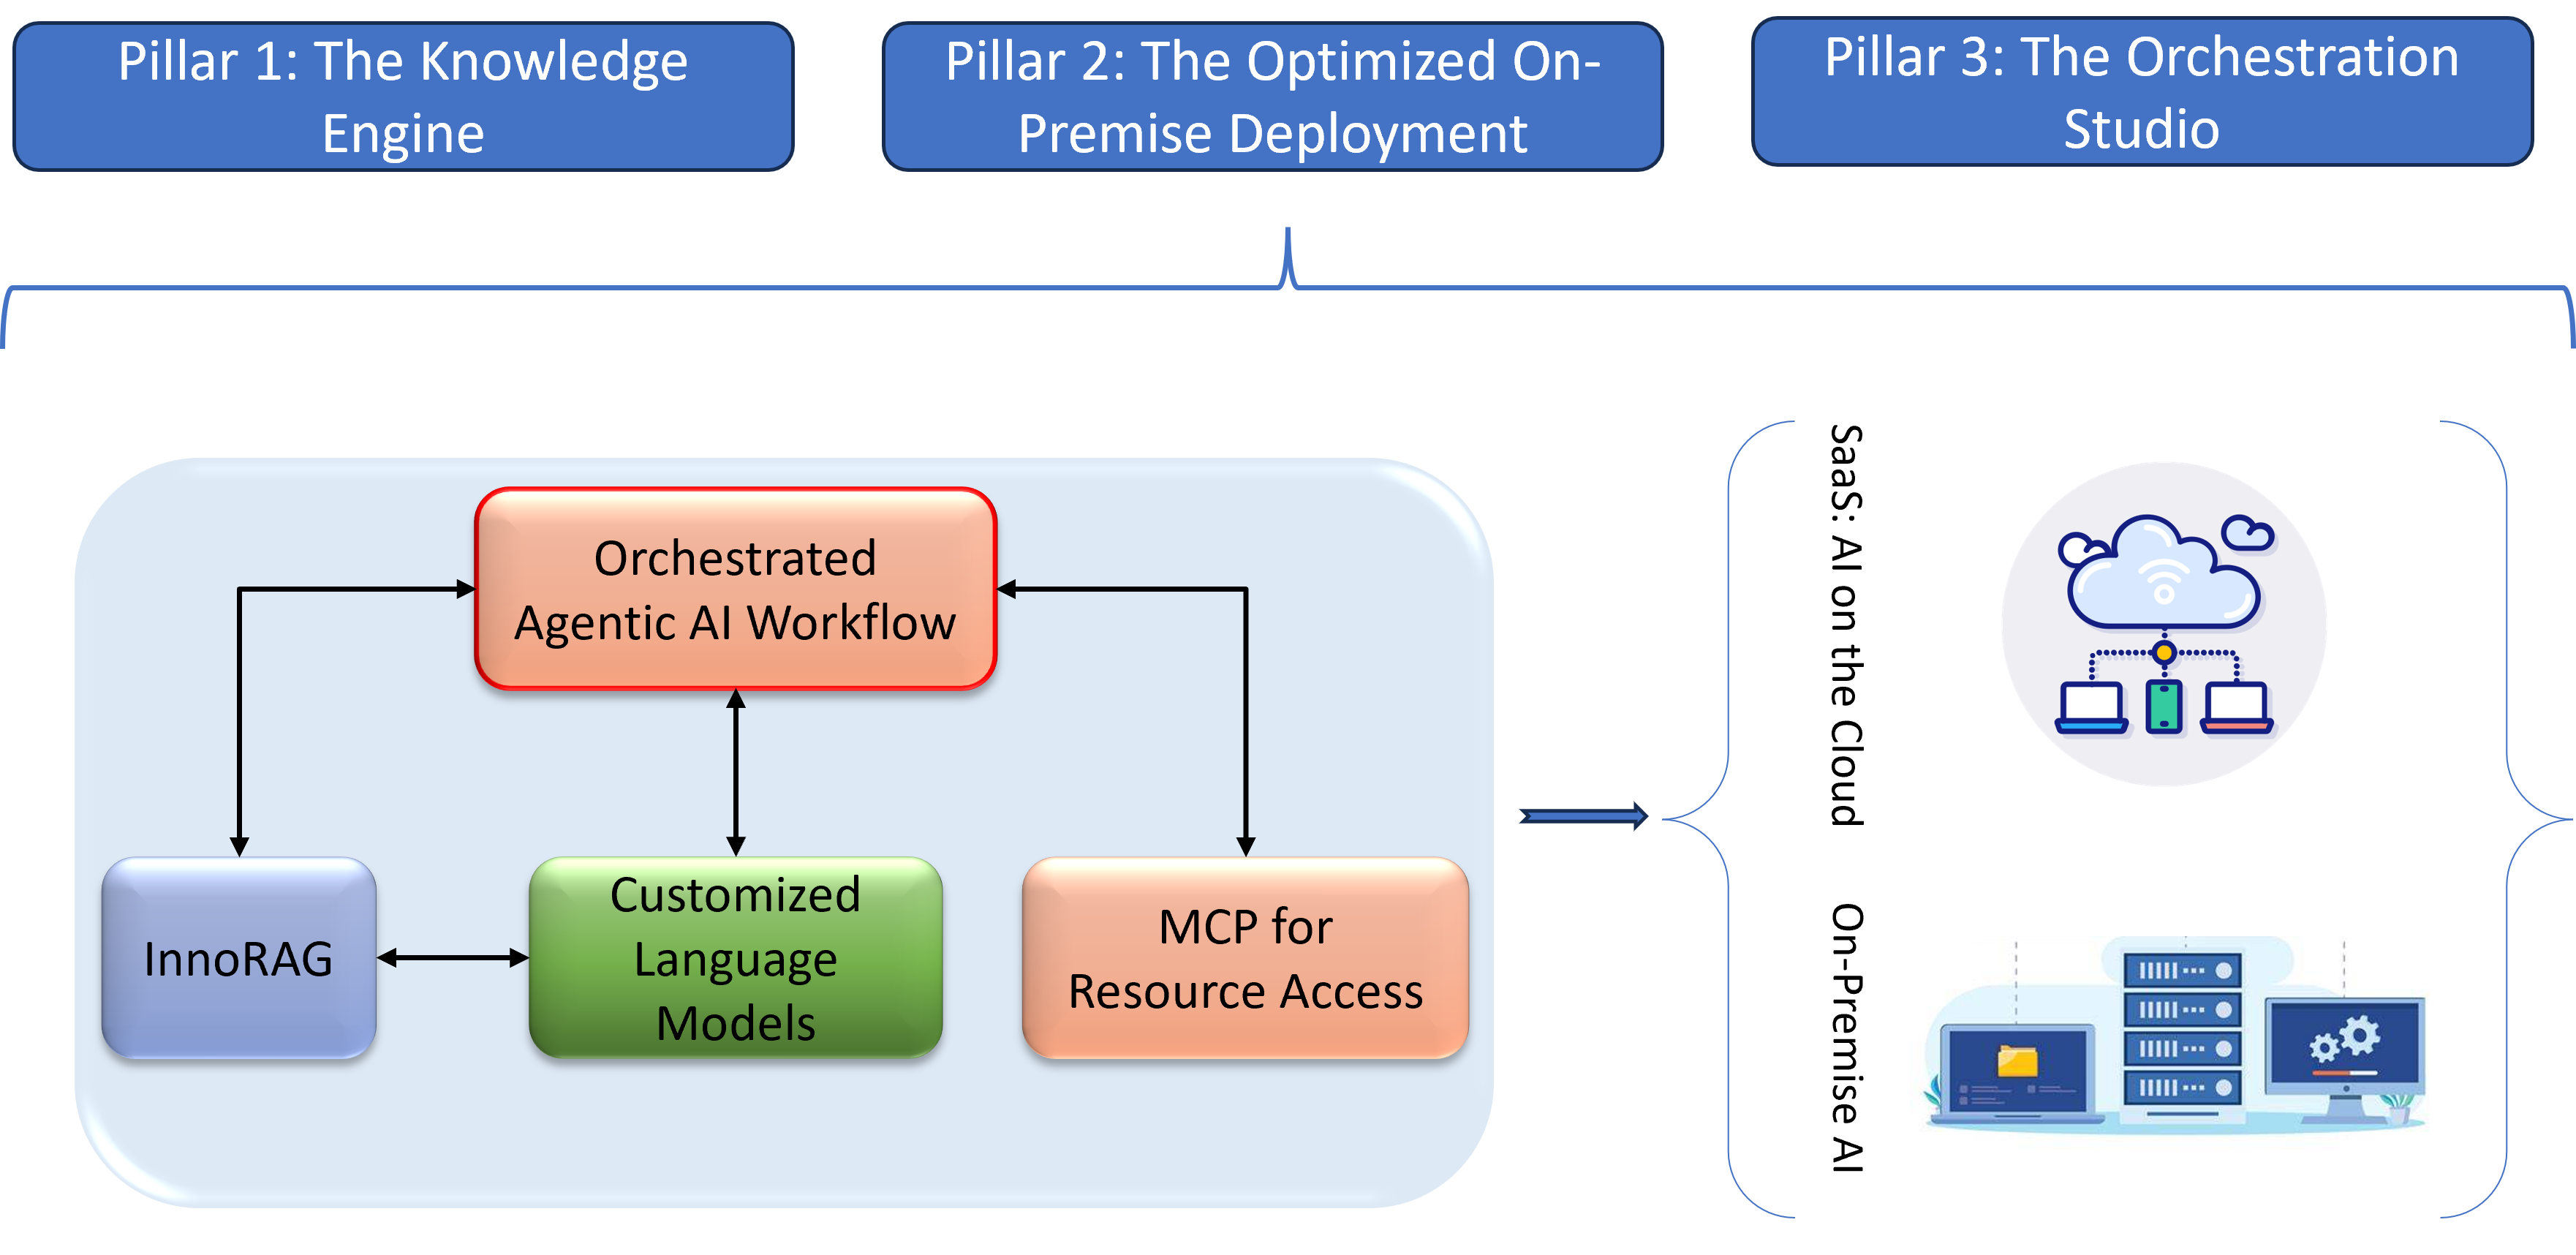 Pillar 1: The Knowledge
Engine
Pillar 2: The Optimized On-
Premise Deployment
Pillar 3: The Orchestration
Studio
Orchestrated
Agentic AI Workflow
InnoRAG
Customized
Language
Models
MCP for
Resource Access
SaaS: AI on the Cloud
On-Premise AI